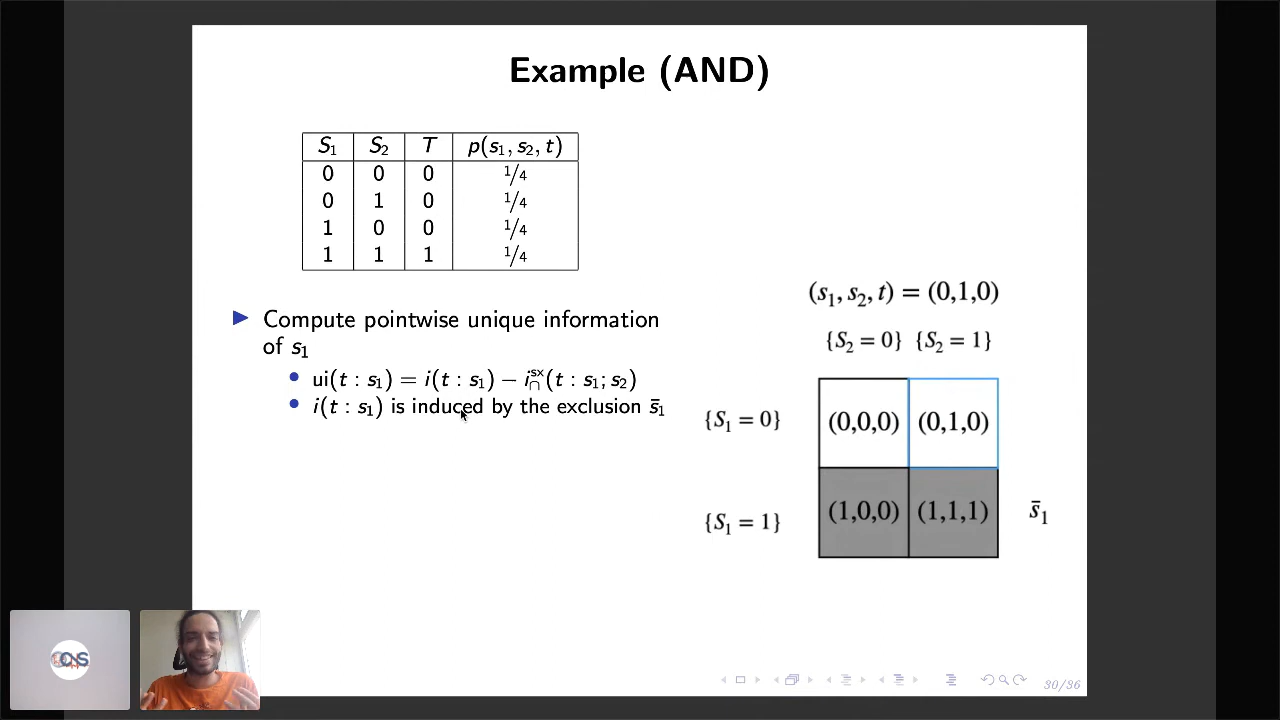 Example (AND)
S₁ S₂ T p(s₁, s₂, t)
0 0 0 1/4
0 1 0 1/4
1 0 0 1/4
1 1 1 1/4
Compute pointwise unique information
of s₁
ui(t : s₁) = i(t : s₁) − i∩ˢˣ(t : s₁; s₂)
i(t : s₁) is induced by the exclusion s̄₁
(s₁, s₂, t) = (0,1,0)
{S₂ = 0} {S₂ = 1}
{S₁ = 0} (0,0,0) (0,1,0)
{S₁ = 1} (1,0,0) (1,1,1) s̄₁
30/36